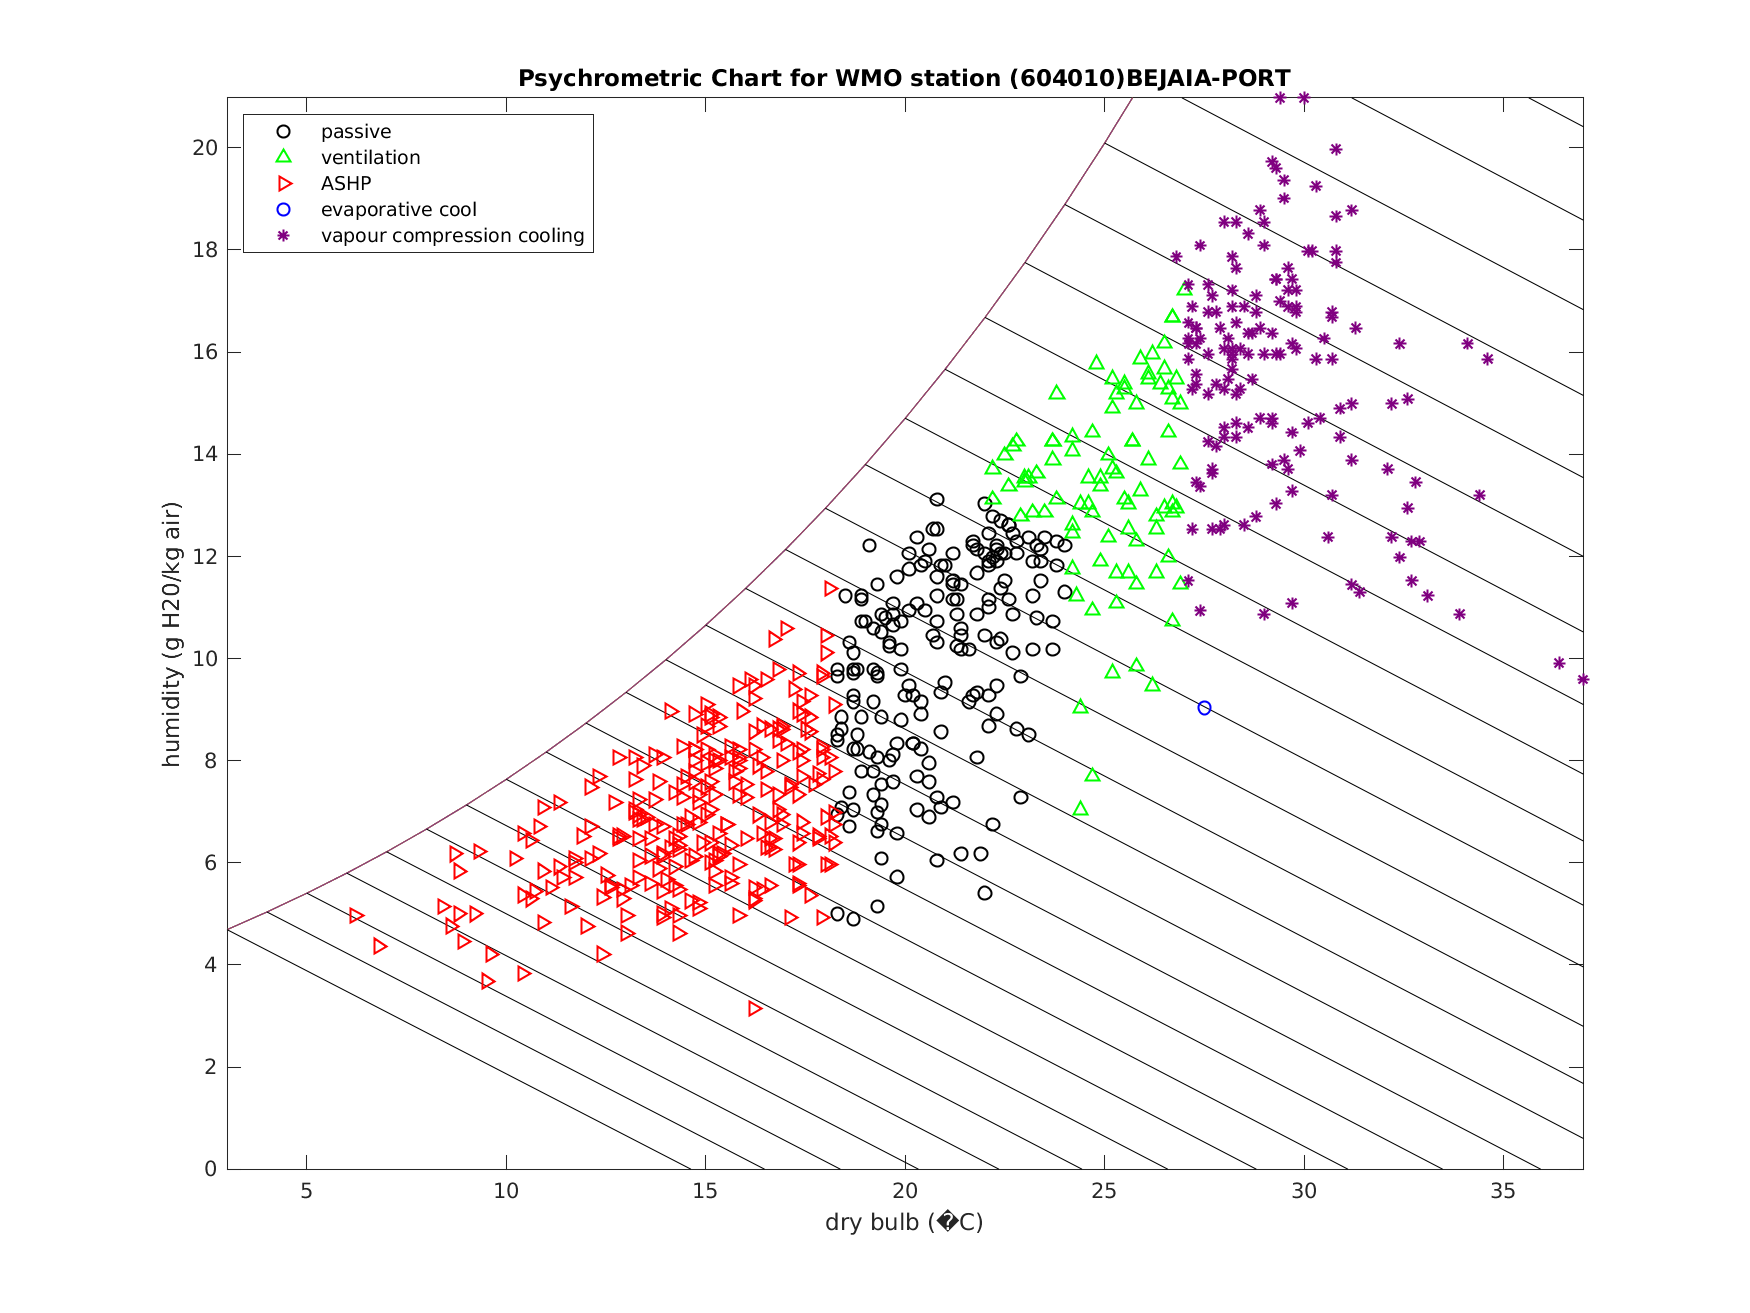 Psychrometric Chart for WMO station (604010)BEJAIA-PORT
passive
ventilation
ASHP
evaporative cool
vapour compression cooling
20
18
16
14
12
10
8
6
4
2
0
humidity (g H20/kg air)
5 10 15 20 25 30 35
dry bulb (�C)